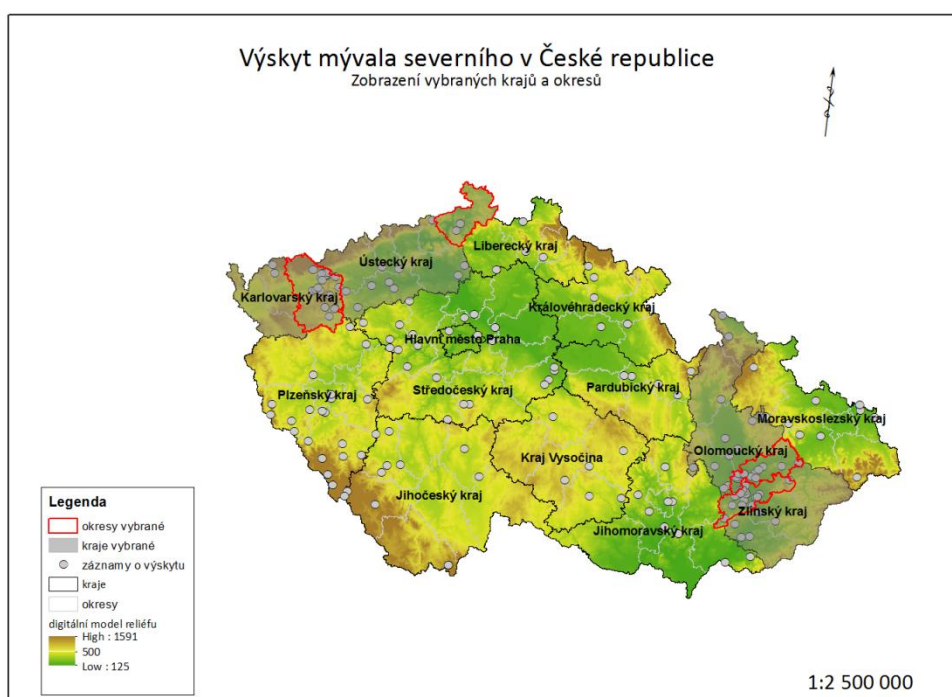 Výskyt mývala severního v České republice
Zobrazení vybraných krajů a okresů
Liberecký kraj
Ústecký kraj
Karlovarský kraj
Královéhradecký kraj
Hlavní město Praha
Středočeský kraj
Pardubický kraj
Plzeňský kraj
Moravskoslezský kraj
Olomoucký kraj
Kraj Vysočina
Jihočeský kraj
Zlínský kraj
Jihomoravský kraj
Legenda
okresy vybrané
kraje vybrané
záznamy o výskytu
kraje
okresy
digitální model reliéfu
High : 1591
500
Low : 125
1:2 500 000